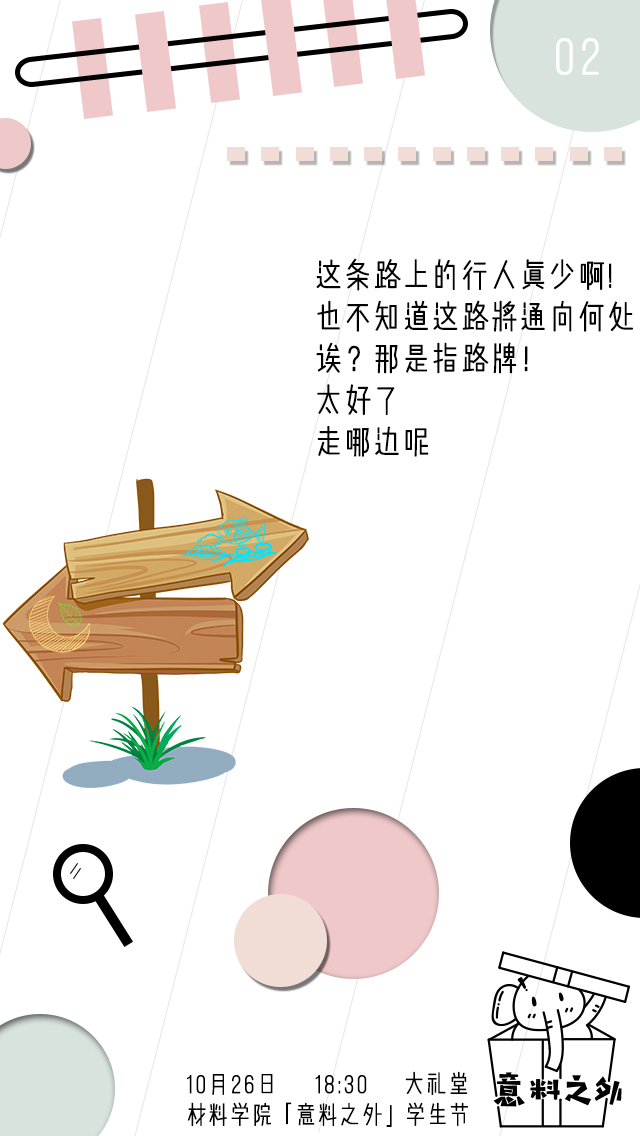 02
这条路上的行人真少啊!
也不知道这路將通向何处
诶?那是指路牌!
太好了
走哪边呢
意料之外
10月26日 18:30 大礼堂
材料学院「意料之外」学生节